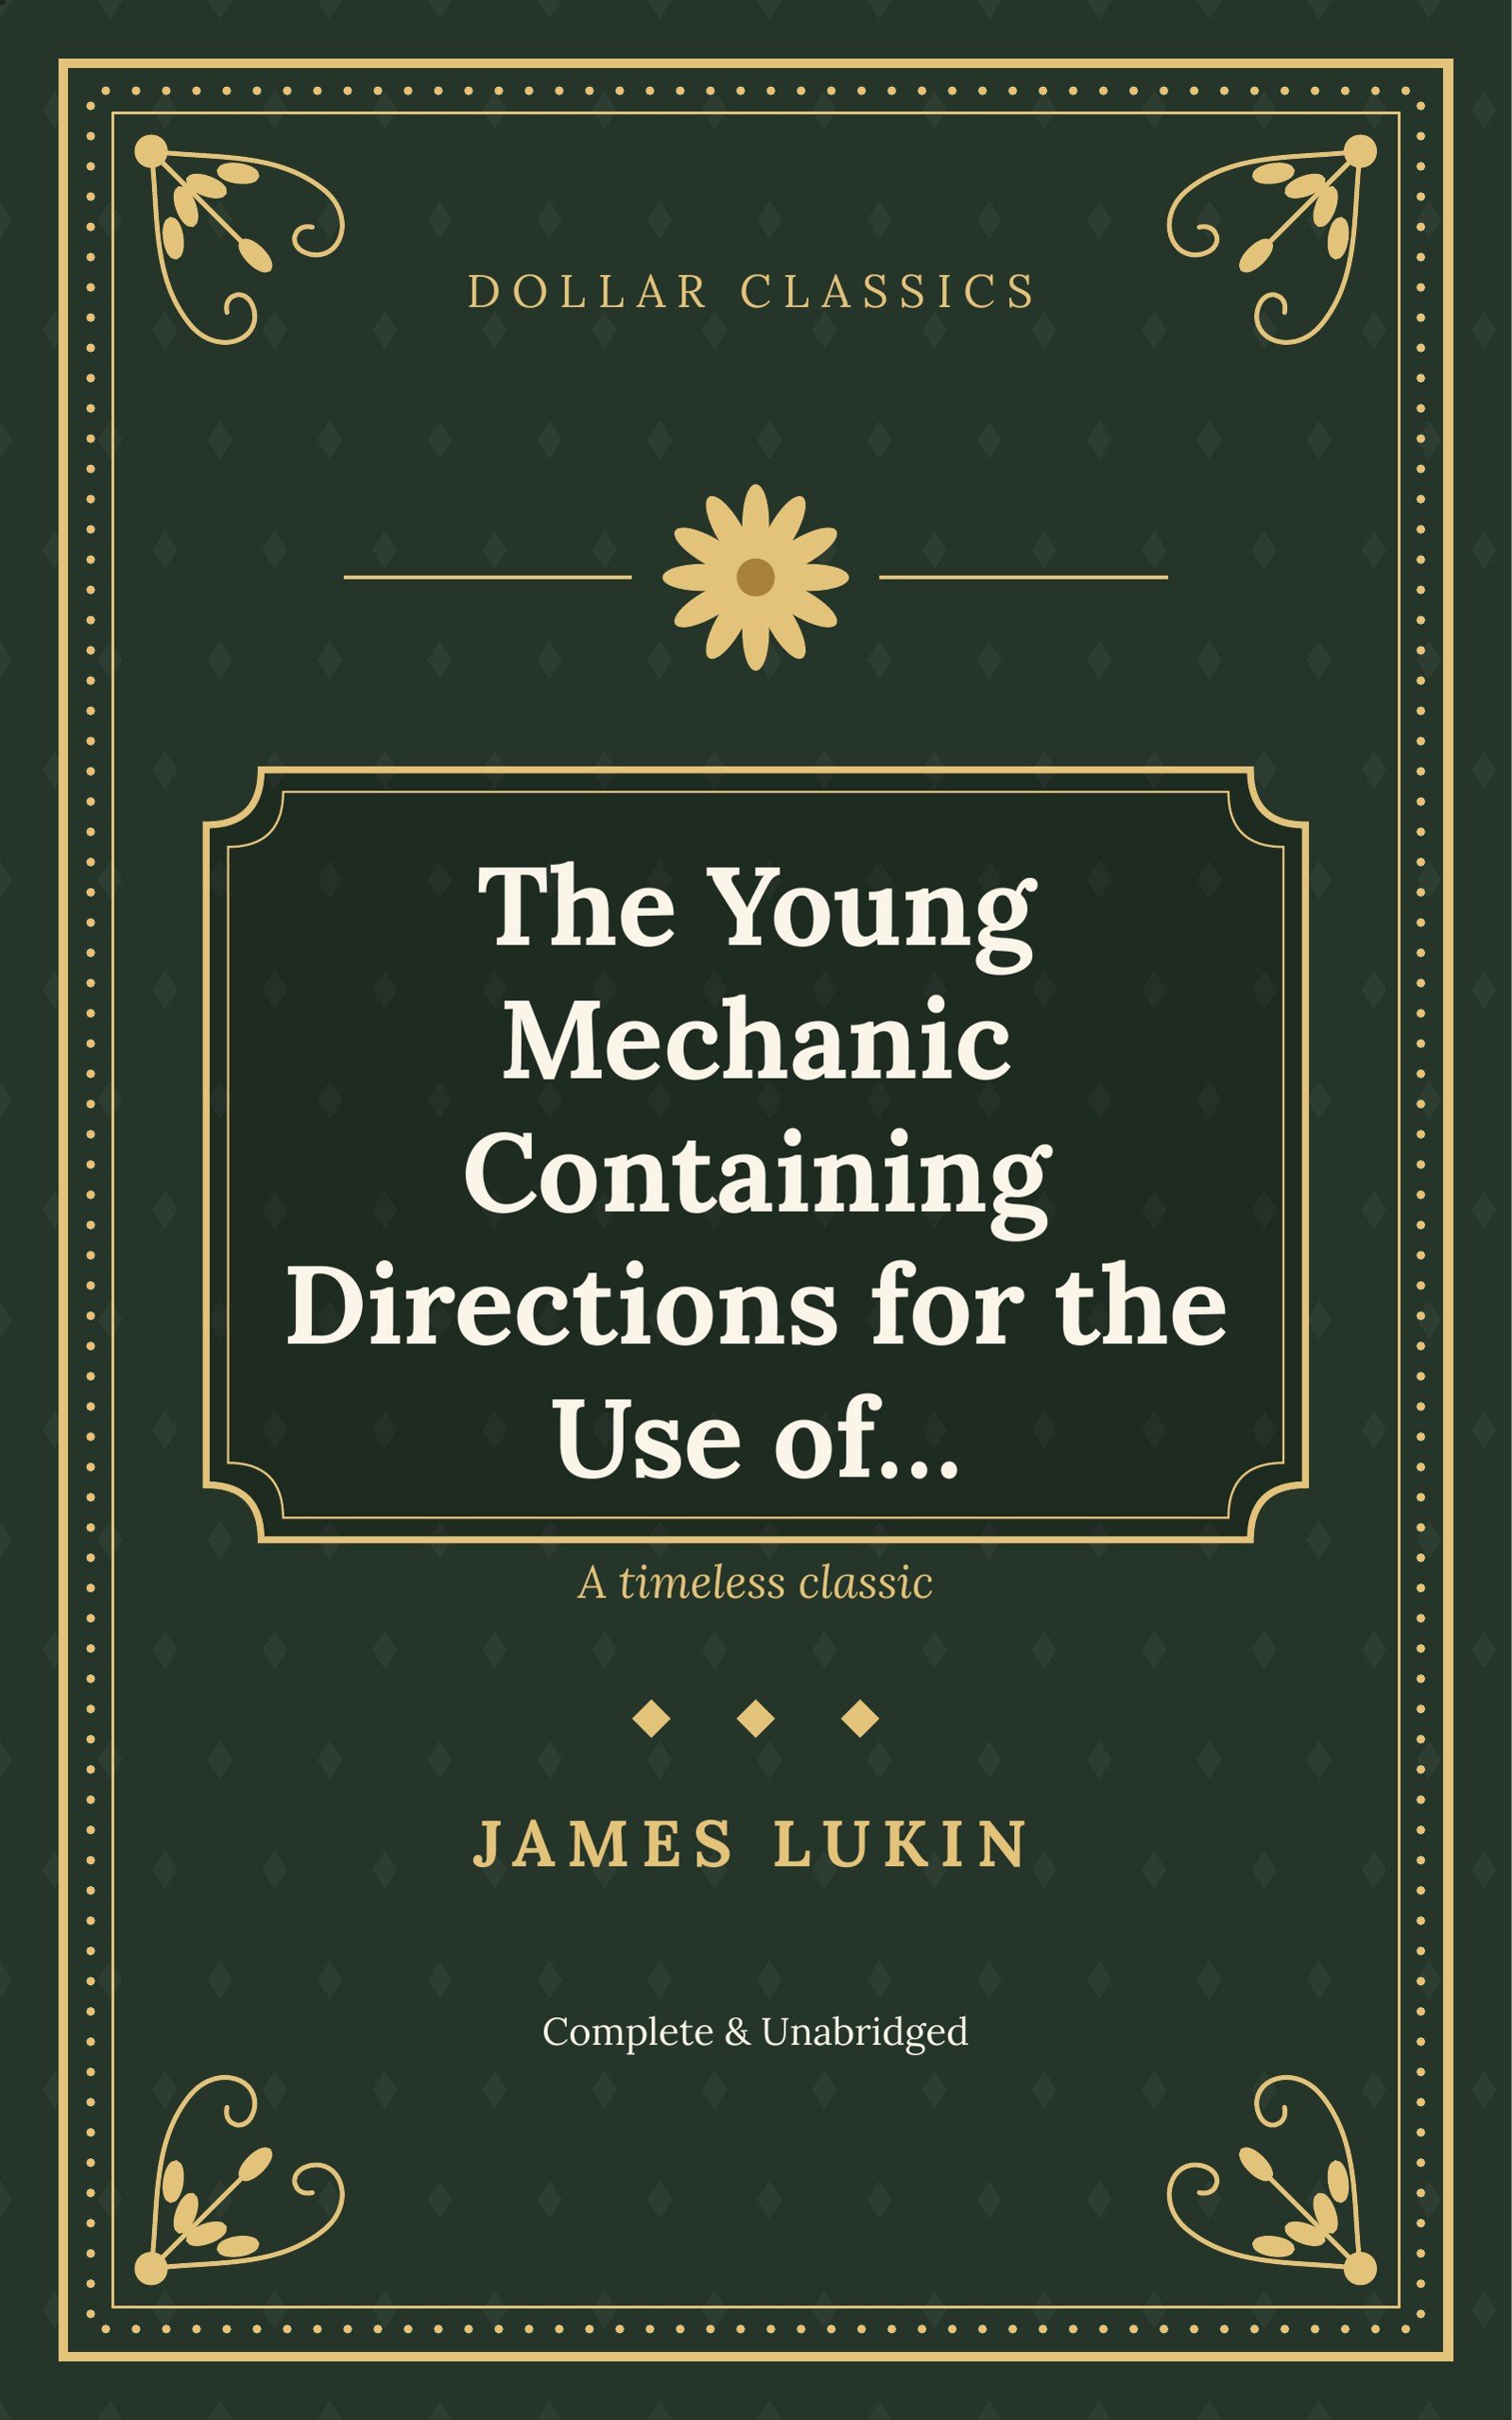 DOLLAR CLASSICS
The Young
Mechanic
Containing
Directions for the
Use of...
A timeless classic
JAMES LUKIN
Complete & Unabridged